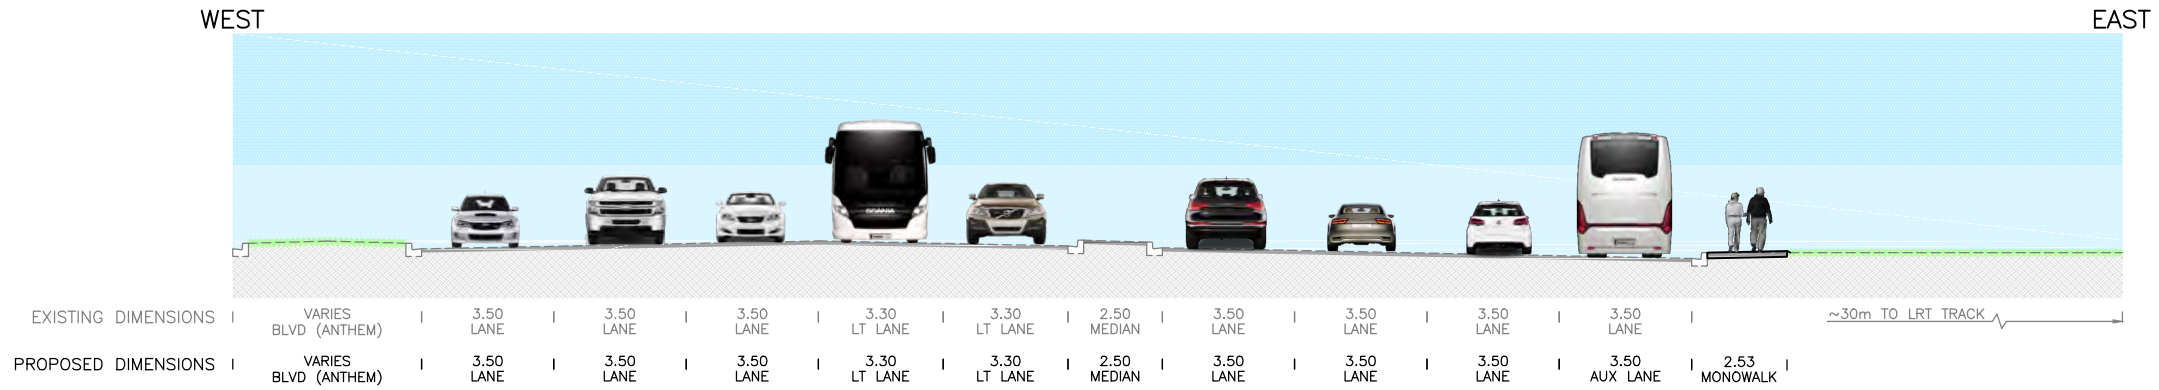 WEST
EAST
SCANIA
EXISTING DIMENSIONS
VARIES
BLVD (ANTHEM)
3.50
LANE
3.50
LANE
3.50
LANE
3.30
LT LANE
3.30
LT LANE
2.50
MEDIAN
3.50
LANE
3.50
LANE
3.50
LANE
3.50
LANE
~30m TO LRT TRACK
PROPOSED DIMENSIONS
VARIES
BLVD (ANTHEM)
3.50
LANE
3.50
LANE
3.50
LANE
3.30
LT LANE
3.30
LT LANE
2.50
MEDIAN
3.50
LANE
3.50
LANE
3.50
LANE
3.50
AUX LANE
2.53
MONOWALK